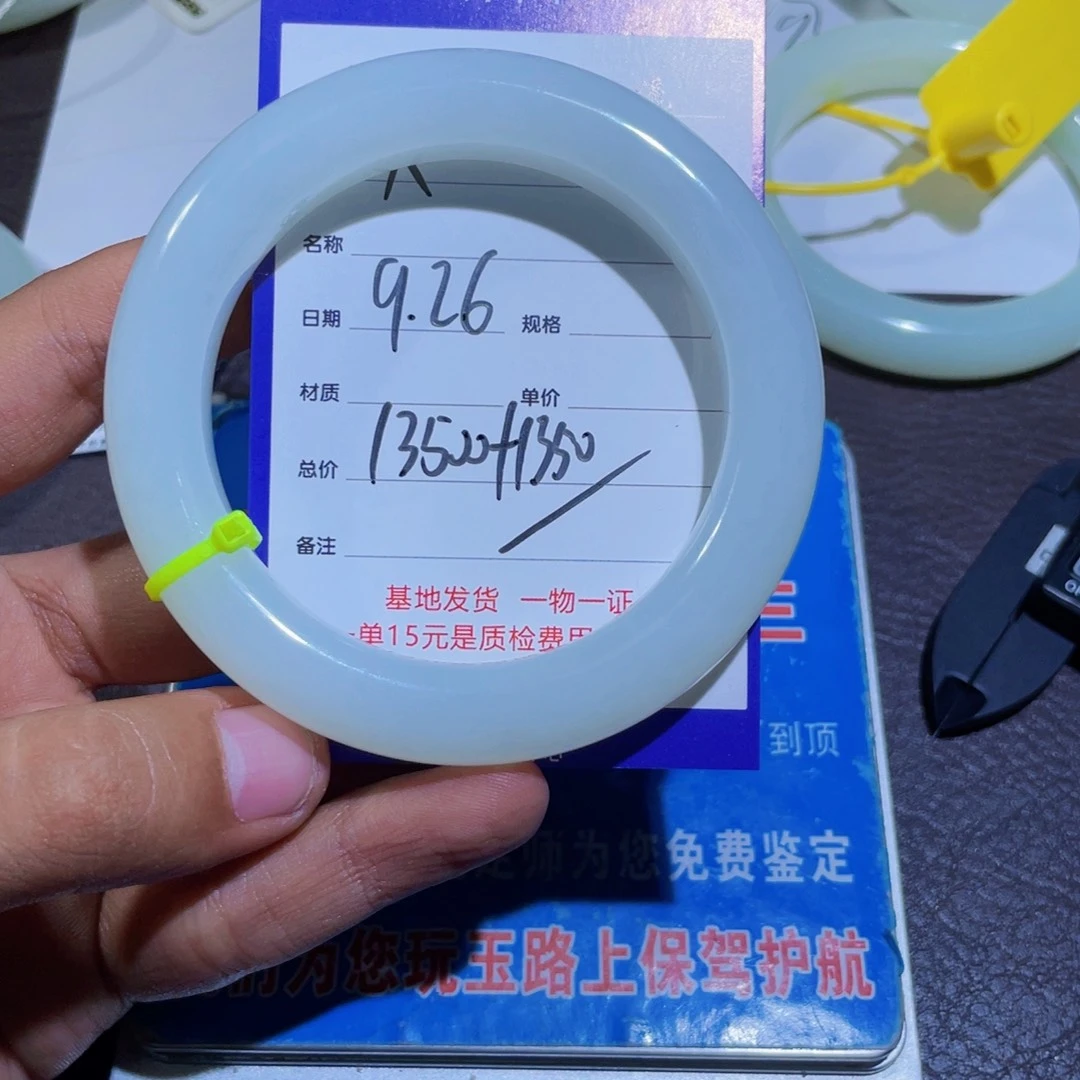 名称
日期 9.26 规格
材质 单价
总价 13500+1350
备注
基地发货 一物一证
单15元是质检费用
到顶
师为您免费鉴定
为您玩玉路上保驾护航